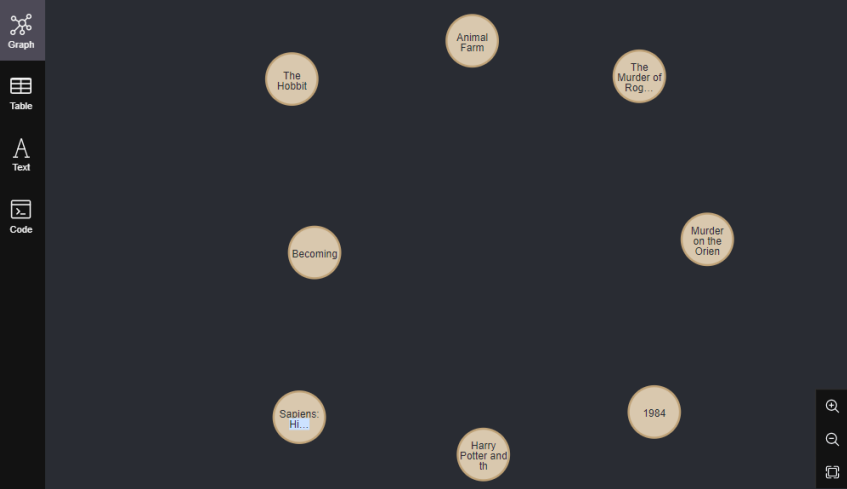 Graph
Table
Text
Code
Animal
Farm
The
Hobbit
The
Murder of
Rog...
Becoming
Murder
on the
Orien
Sapiens:
Hi...
1984
Harry
Potter and
th